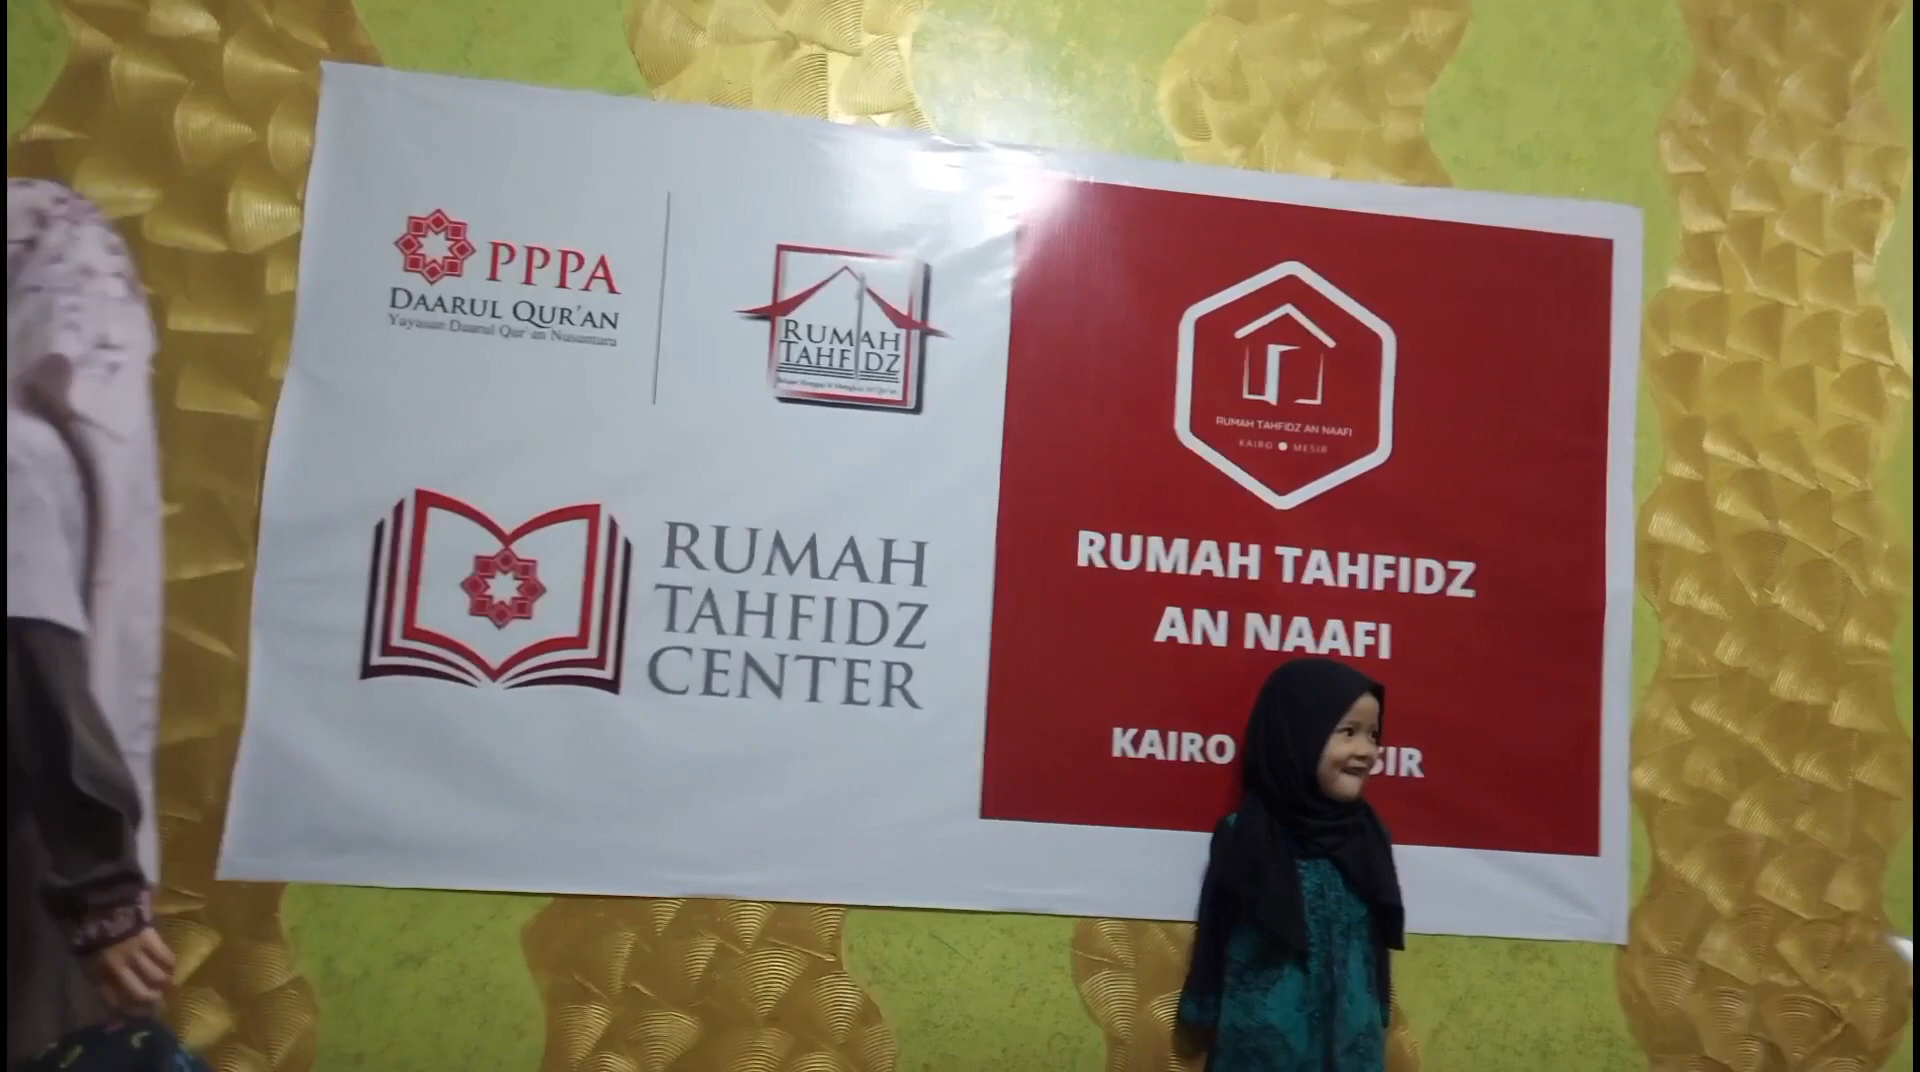 PPPA
DAARUL QUR'AN
Yayasan Daarul Qur'an Nusantara
RUMAH
TAHFIDZ
RUMAH
TAHFIDZ
CENTER
RUMAH TAHFIDZ AN NAAFI
KAIRO ● MESIR
RUMAH TAHFIDZ
AN NAAFI
KAIRO SIR